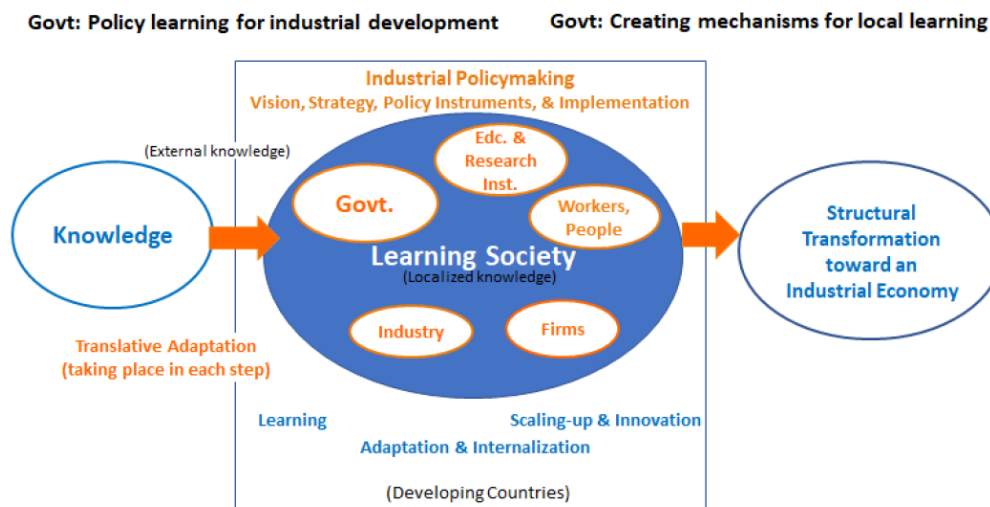 Govt: Policy learning for industrial development
Govt: Creating mechanisms for local learning
Industrial Policymaking
Vision, Strategy, Policy Instruments, & Implementation
(External knowledge)
Edc. &
Research
Inst.
Govt.
Workers,
People
Knowledge
Learning Society
(Localized knowledge)
Structural
Transformation
toward an
Industrial Economy
Industry
Firms
Translative Adaptation
(taking place in each step)
Learning
Scaling-up & Innovation
Adaptation & Internalization
(Developing Countries)